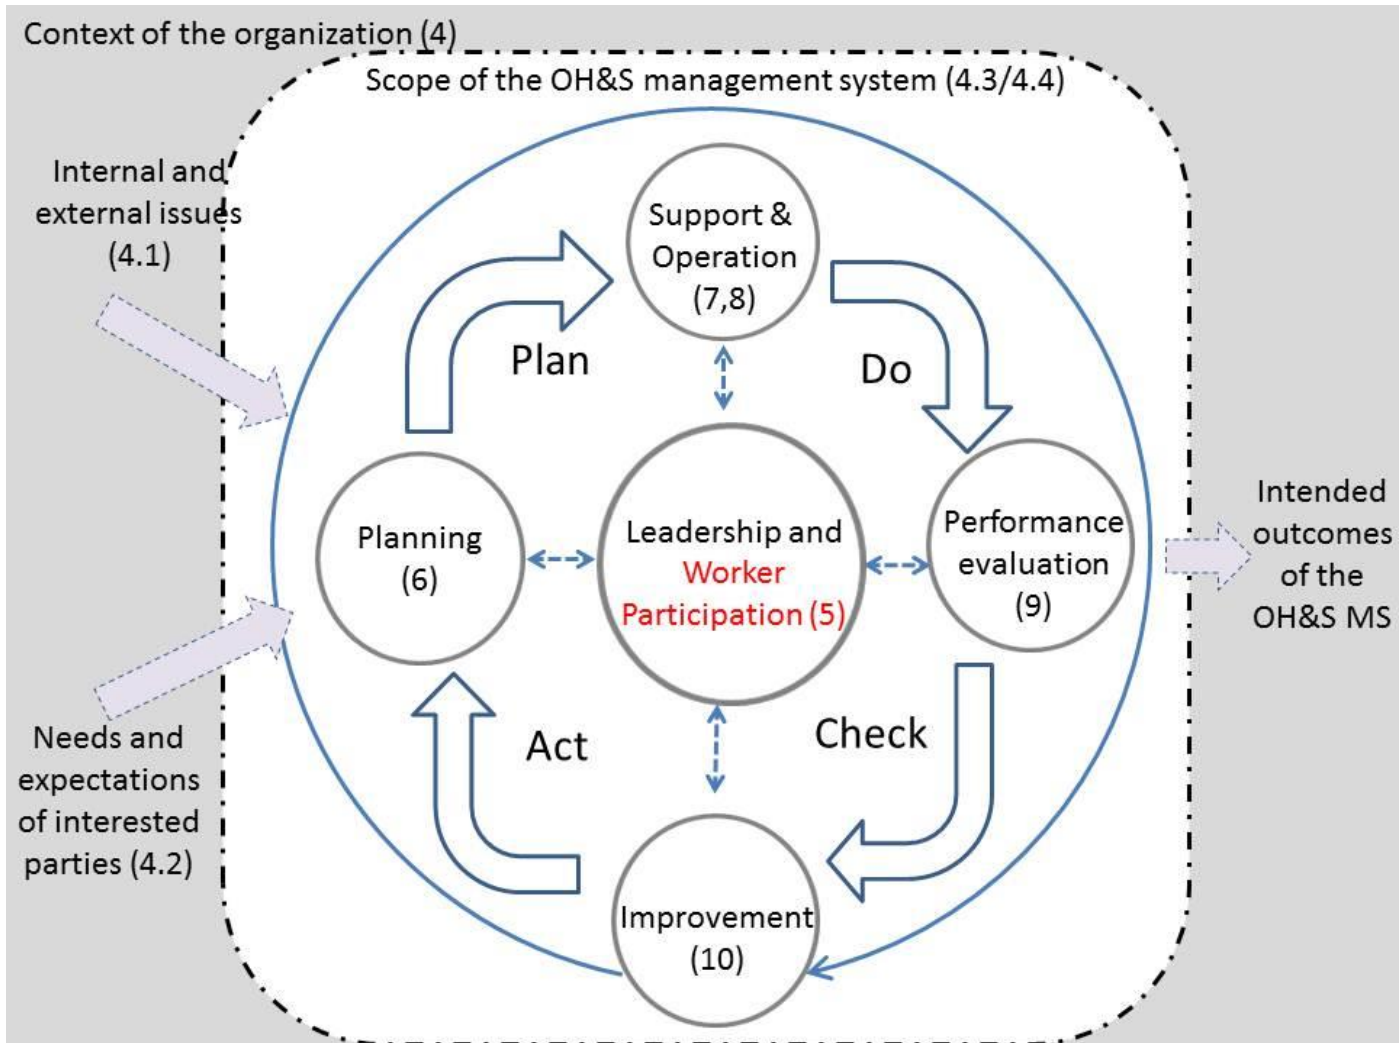 Context of the organization (4)
Scope of the OH&S management system (4.3/4.4)
Internal and
external issues
(4.1)
Support &
Operation
(7,8)
Plan
Do
Planning
(6)
Leadership and
Worker
Participation (5)
Performance
evaluation
(9)
Intended
outcomes
of the
OH&S MS
Needs and
expectations
of interested
parties (4.2)
Act
Check
Improvement
(10)